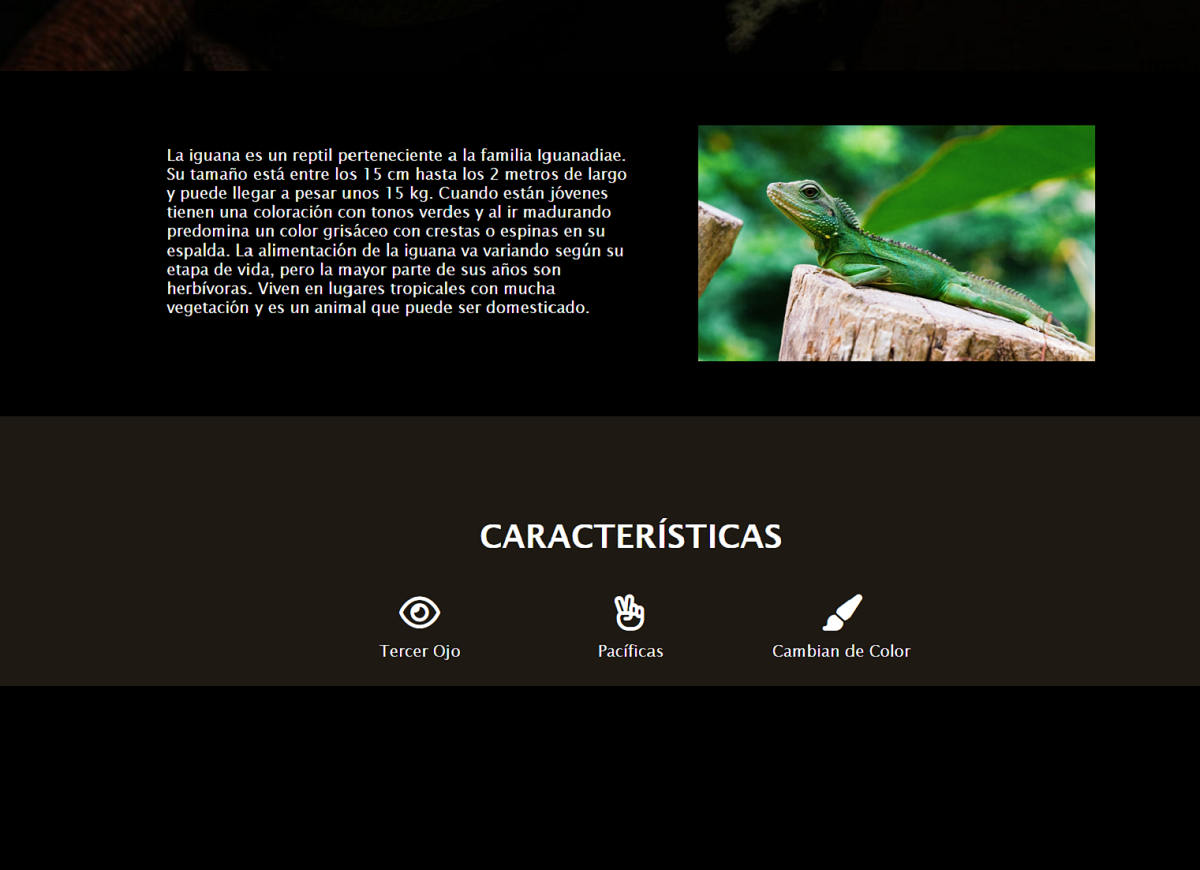 La iguana es un reptil perteneciente a la familia Iguanadiae.
Su tamaño está entre los 15 cm hasta los 2 metros de largo
y puede llegar a pesar unos 15 kg. Cuando están jóvenes
tienen una coloración con tonos verdes y al ir madurando
predomina un color grisáceo con crestas o espinas en su
espalda. La alimentación de la iguana va variando según su
etapa de vida, pero la mayor parte de sus años son
herbívoras. Viven en lugares tropicales con mucha
vegetación y es un animal que puede ser domesticado.
CARACTERÍSTICAS
Tercer Ojo
Pacíficas
Cambian de Color